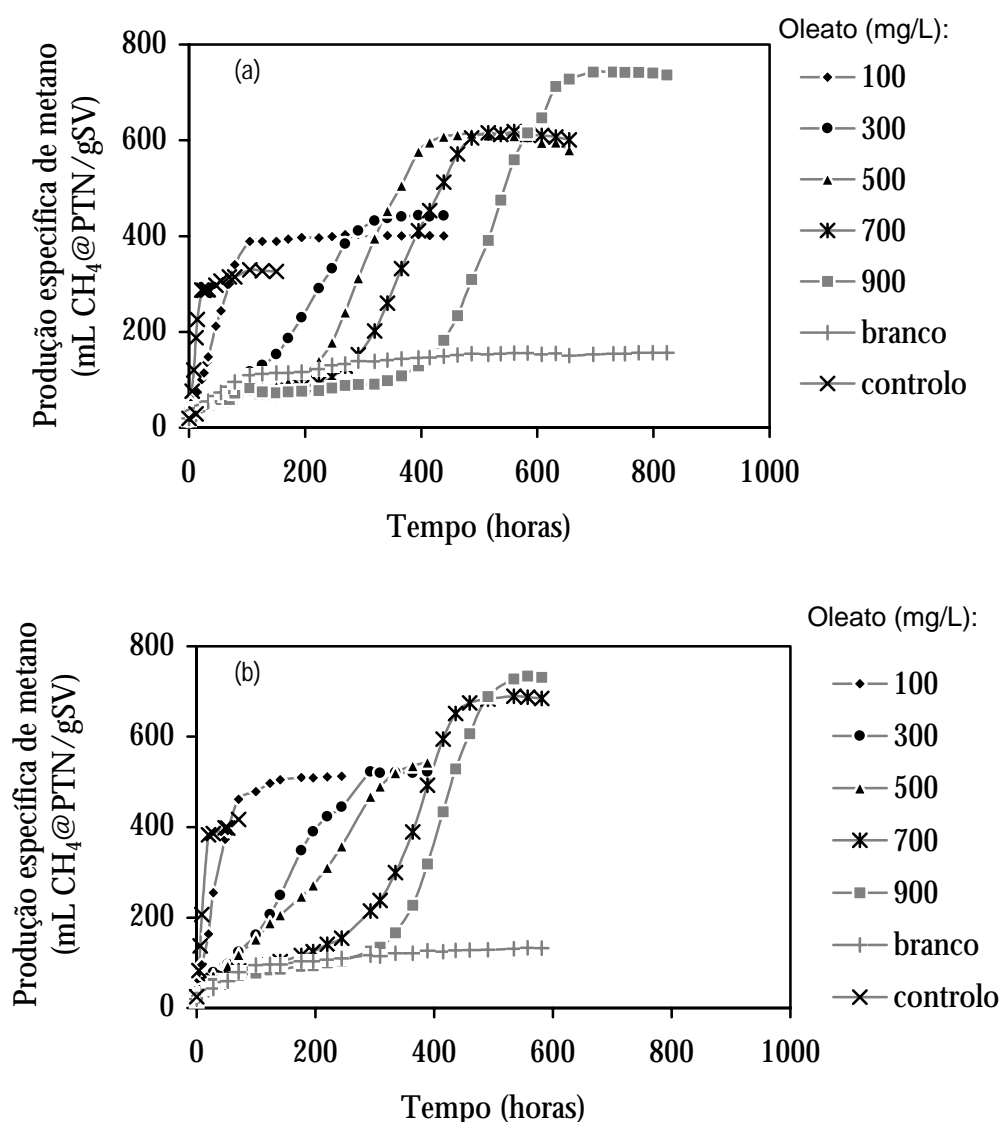 Oleato (mg/L):
800
(a)
600
400
200
0
0
200
400
600
800
1000
Tempo (horas)
Produção específica de metano
(mL CH₄@PTN/gSV)
100
300
500
700
900
branco
controlo
Oleato (mg/L):
800
(b)
600
400
200
0
0
200
400
600
800
1000
Tempo (horas)
Produção específica de metano
(mL CH₄@PTN/gSV)
100
300
500
700
900
branco
controlo